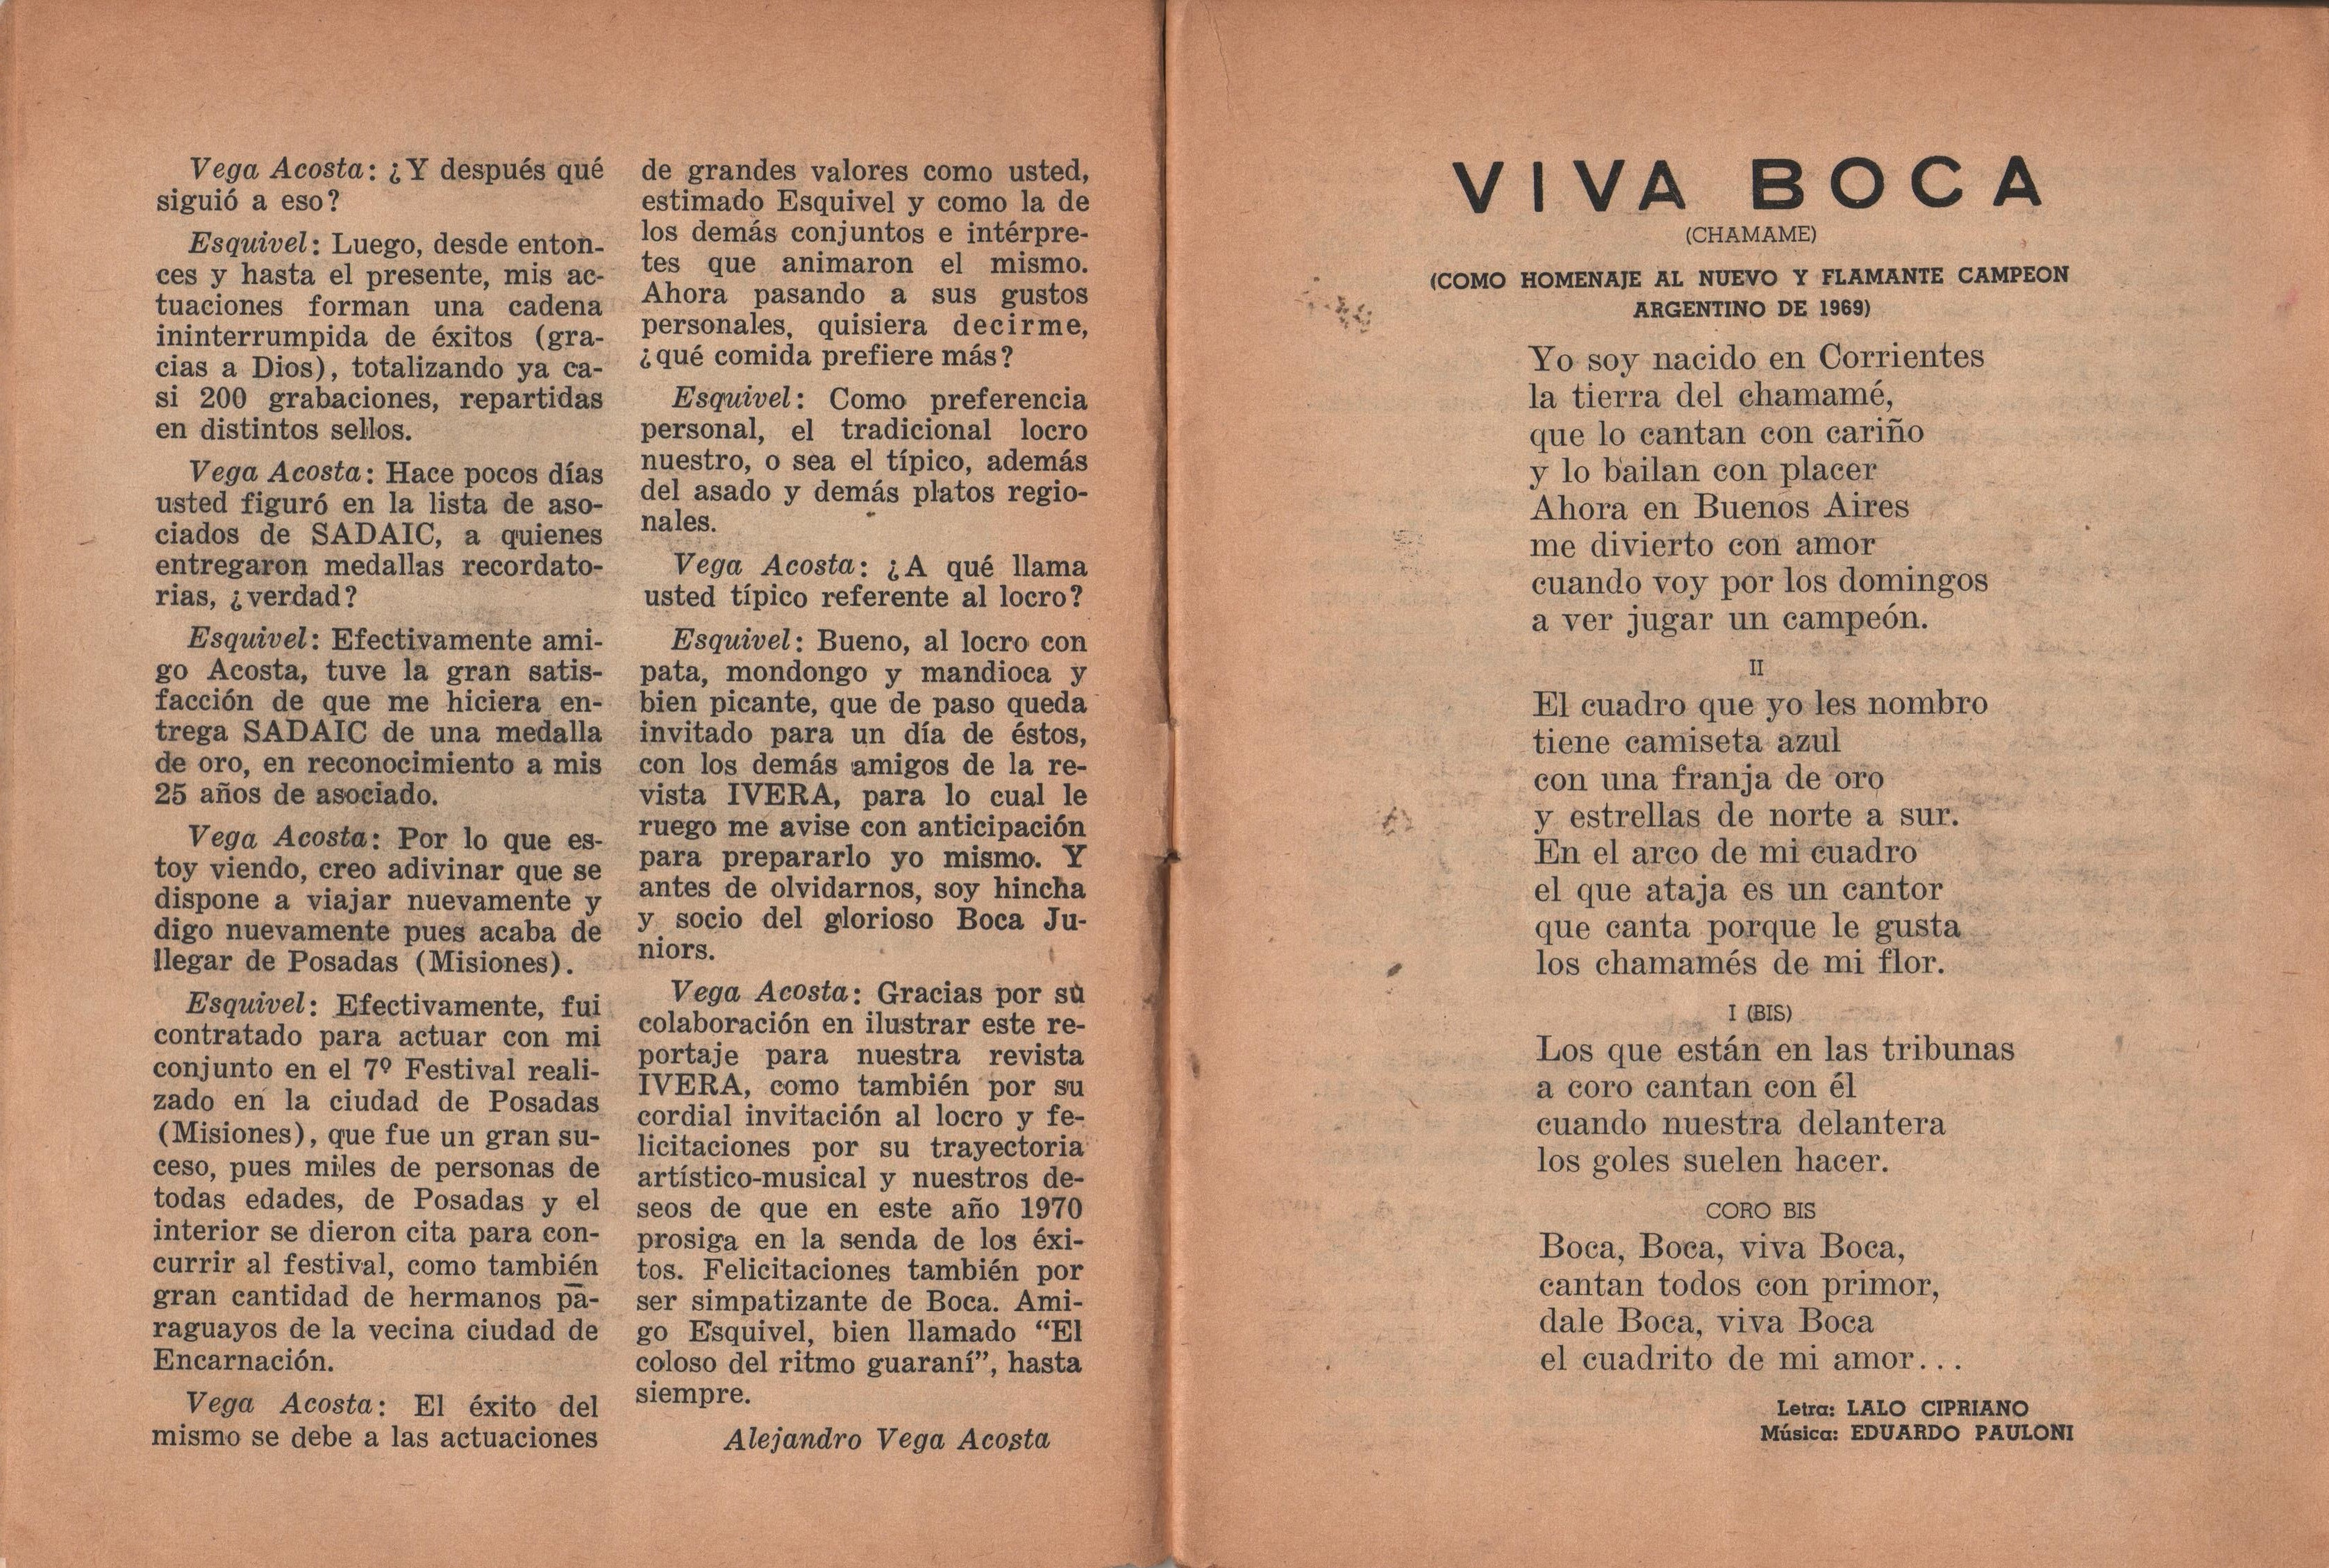 Vega Acosta: ¿Y después qué
siguió a eso?
Esquivel: Luego, desde enton-
ces y hasta el presente, mis ac-
tuaciones forman una cadena
ininterrumpida de éxitos (gra-
cias a Dios), totalizando ya ca-
si 200 grabaciones, repartidas
en distintos sellos.
Vega Acosta: Hace pocos días
usted figuró en la lista de aso-
ciados de SADAIC, a quienes
entregaron medallas recordato-
rias, ¿verdad?
Esquivel: Efectivamente ami-
go Acosta, tuve la gran satis-
facción de que me hiciera en-
trega SADAIC de una medalla
de oro, en reconocimiento a mis
25 años de asociado.
Vega Acosta: Por lo que es-
toy viendo, creo adivinar que se
dispone a viajar nuevamente y
digo nuevamente pues acaba de
llegar de Posadas (Misiones).
Esquivel: Efectivamente, fui
contratado para actuar con mi
conjunto en el 7º Festival reali-
zado en la ciudad de Posadas
(Misiones), que fue un gran su-
ceso, pues miles de personas de
todas edades, de Posadas y el
interior se dieron cita para con-
currir al festival, como también
gran cantidad de hermanos pa-
raguayos de la vecina ciudad de
Encarnación.
Vega Acosta: El éxito del
mismo se debe a las actuaciones
de grandes valores como usted,
estimado Esquivel y como la de
los demás conjuntos e intérpre-
tes que animaron el mismo.
Ahora pasando a sus gustos
personales, quisiera decirme,
¿qué comida prefiere más?
Esquivel: Como preferencia
personal, el tradicional locro
nuestro, o sea el típico, además
del asado y demás platos regio-
nales.
Vega Acosta: ¿A qué llama
usted típico referente al locro?
Esquivel: Bueno, al locro con
pata, mondongo y mandioca y
bien picante, que de paso queda
invitado para un día de éstos,
con los demás amigos de la re-
vista IVERA, para lo cual le
ruego me avise con anticipación
para prepararlo yo mismo. Y
antes de olvidarnos, soy hincha
y socio del glorioso Boca Ju-
niors.
Vega Acosta: Gracias por su
colaboración en ilustrar este re-
portaje para nuestra revista
IVERA, como también por su
cordial invitación al locro y fe-
licitaciones por su trayectoria
artístico-musical y nuestros de-
seos de que en este año 1970
prosiga en la senda de los éxi-
tos. Felicitaciones también por
ser simpatizante de Boca. Ami-
go Esquivel, bien llamado “El
coloso del ritmo guaraní”, hasta
siempre.
Alejandro Vega Acosta
VIVA BOCA
(CHAMAME)
(COMO HOMENAJE AL NUEVO Y FLAMANTE CAMPEON
ARGENTINO DE 1969)
Yo soy nacido en Corrientes
la tierra del chamamé,
que lo cantan con cariño
y lo bailan con placer
Ahora en Buenos Aires
me divierto con amor
cuando voy por los domingos
a ver jugar un campeón.
II
El cuadro que yo les nombro
tiene camiseta azul
con una franja de oro
y estrellas de norte a sur.
En el arco de mi cuadro
el que ataja es un cantor
que canta porque le gusta
los chamamés de mi flor.
I (BIS)
Los que están en las tribunas
a coro cantan con él
cuando nuestra delantera
los goles suelen hacer.
CORO BIS
Boca, Boca, viva Boca,
cantan todos con primor,
dale Boca, viva Boca
el cuadrito de mi amor...
Letra: LALO CIPRIANO
Música: EDUARDO PAULONI